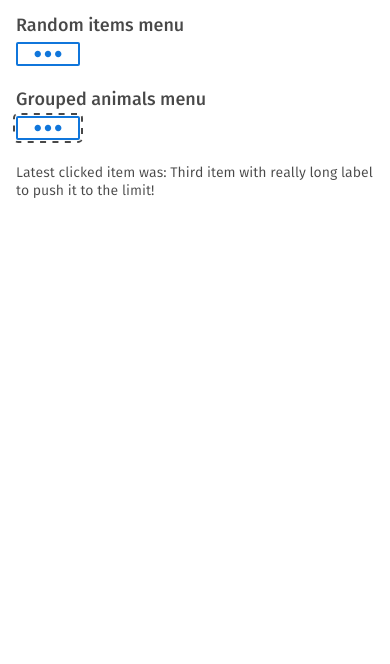 Random items menu
Grouped animals menu
Latest clicked item was: Third item with really long label
to push it to the limit!